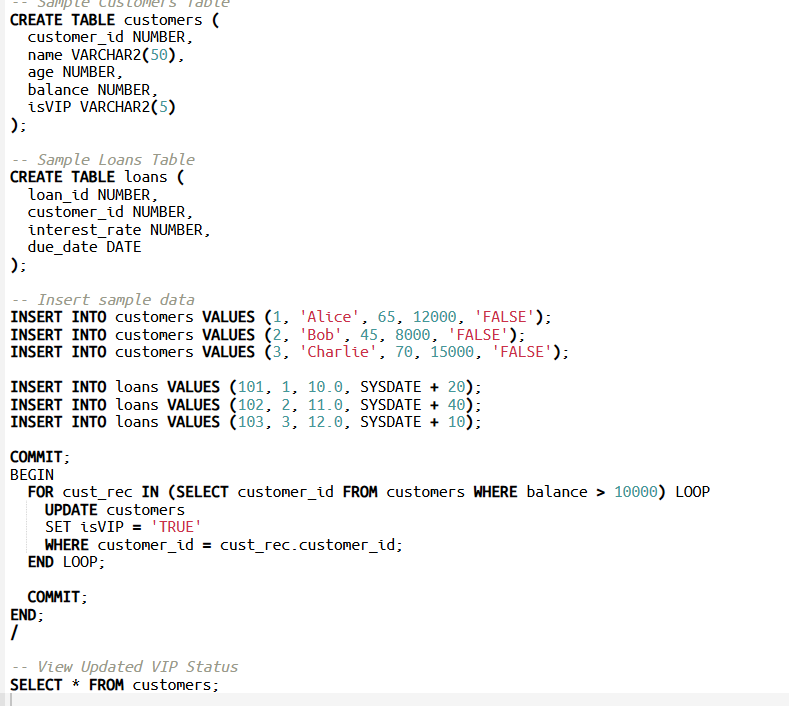 -- Sample Customers Table
CREATE TABLE customers (
  customer_id NUMBER,
  name VARCHAR2(50),
  age NUMBER,
  balance NUMBER,
  isVIP VARCHAR2(5)
);

-- Sample Loans Table
CREATE TABLE loans (
  loan_id NUMBER,
  customer_id NUMBER,
  interest_rate NUMBER,
  due_date DATE
);

-- Insert sample data
INSERT INTO customers VALUES (1, 'Alice', 65, 12000, 'FALSE');
INSERT INTO customers VALUES (2, 'Bob', 45, 8000, 'FALSE');
INSERT INTO customers VALUES (3, 'Charlie', 70, 15000, 'FALSE');

INSERT INTO loans VALUES (101, 1, 10.0, SYSDATE + 20);
INSERT INTO loans VALUES (102, 2, 11.0, SYSDATE + 40);
INSERT INTO loans VALUES (103, 3, 12.0, SYSDATE + 10);

COMMIT;
BEGIN
  FOR cust_rec IN (SELECT customer_id FROM customers WHERE balance > 10000) LOOP
    UPDATE customers
    SET isVIP = 'TRUE'
    WHERE customer_id = cust_rec.customer_id;
  END LOOP;

  COMMIT;
END;
/

-- View Updated VIP Status
SELECT * FROM customers;